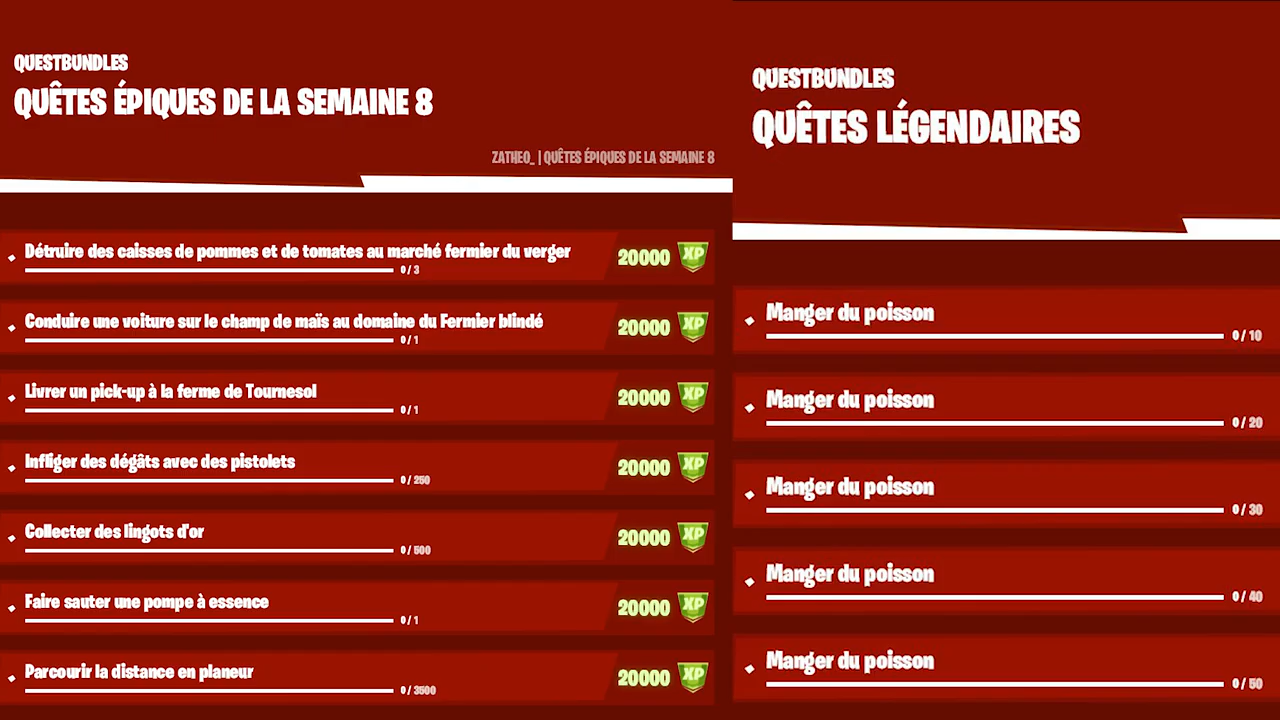 QUESTBUNDLES
QUÊTES ÉPIQUES DE LA SEMAINE 8
ZATHEO_ | QUÊTES ÉPIQUES DE LA SEMAINE 8
Détruire des caisses de pommes et de tomates au marché fermier du verger
0 / 3
20000 XP
Conduire une voiture sur le champ de maïs au domaine du Fermier blindé
0 / 1
20000 XP
Livrer un pick-up à la ferme de Tournesol
0 / 1
20000 XP
Infliger des dégâts avec des pistolets
0 / 250
20000 XP
Collecter des lingots d'or
0 / 500
20000 XP
Faire sauter une pompe à essence
0 / 1
20000 XP
Parcourir la distance en planeur
0 / 3500
20000 XP
QUESTBUNDLES
QUÊTES LÉGENDAIRES
Manger du poisson
0 / 10
Manger du poisson
0 / 20
Manger du poisson
0 / 30
Manger du poisson
0 / 40
Manger du poisson
0 / 50